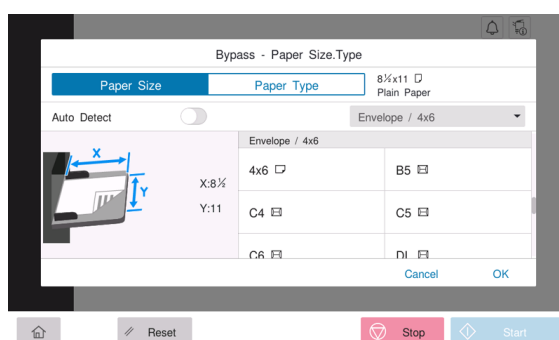 Bypass - Paper Size.Type
Paper Size
Paper Type
8½x11
Plain Paper
Auto Detect
Envelope / 4x6
Envelope / 4x6
X
Y
X:8½
Y:11
4x6
B5
C4
C5
C6
DL
Cancel
OK
Reset
Stop
Start